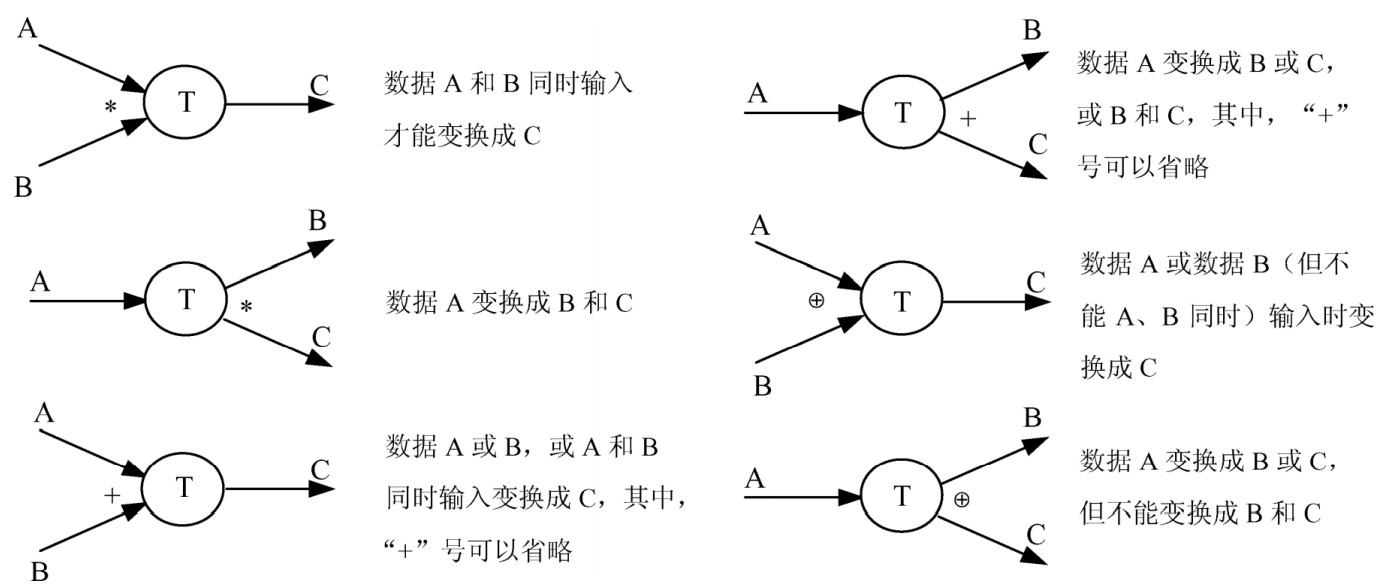 A
*
T
C
B
数据 A 和 B 同时输入
才能变换成 C
A
T
B
*
C
数据 A 变换成 B 和 C
A
+
T
C
B
数据 A 或 B，或 A 和 B
同时输入变换成 C，其中，
“+”号可以省略
A
T
B
+
C
数据 A 变换成 B 或 C，
或 B 和 C，其中，“+”
号可以省略
A
⊕
T
C
B
数据 A 或数据 B（但不
能 A、B 同时）输入时变
换成 C
A
T
B
⊕
C
数据 A 变换成 B 或 C，
但不能变换成 B 和 C